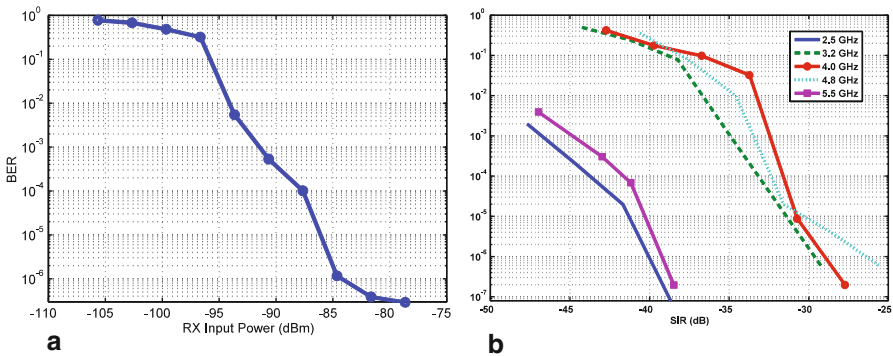 10^0
10^-1
10^-2
10^-3
10^-4
10^-5
10^-6
BER
-110 -105 -100 -95 -90 -85 -80 -75
RX Input Power (dBm)
a
10^0
10^-1
10^-2
10^-3
10^-4
10^-5
10^-6
10^-7
2.5 GHz
3.2 GHz
4.0 GHz
4.8 GHz
5.5 GHz
-50 -45 -40 -35 -30 -25
SIR (dB)
b